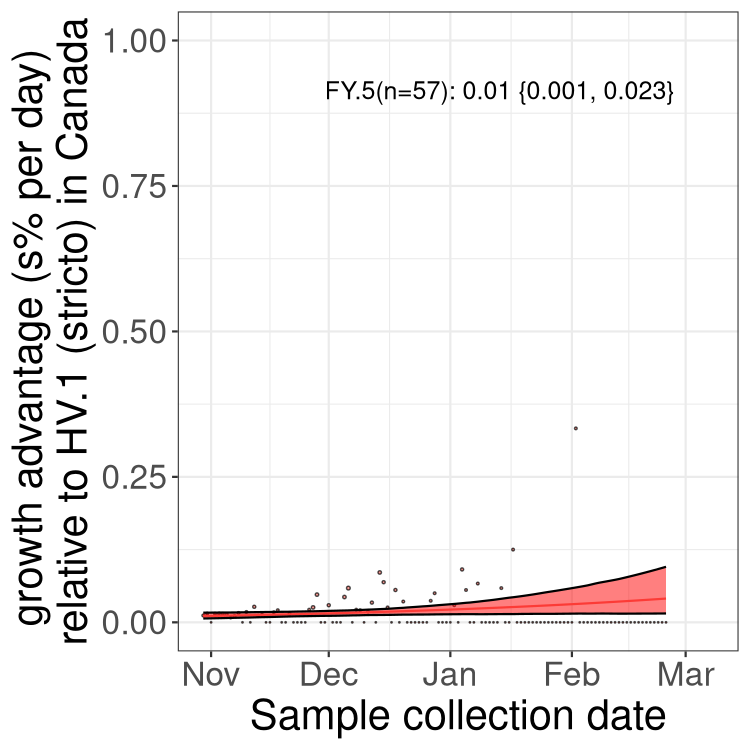 growth advantage (s% per day)
relative to HV.1 (stricto) in Canada
1.00
0.75
0.50
0.25
0.00
FY.5(n=57): 0.01 {0.001, 0.023}
Nov
Dec
Jan
Feb
Mar
Sample collection date